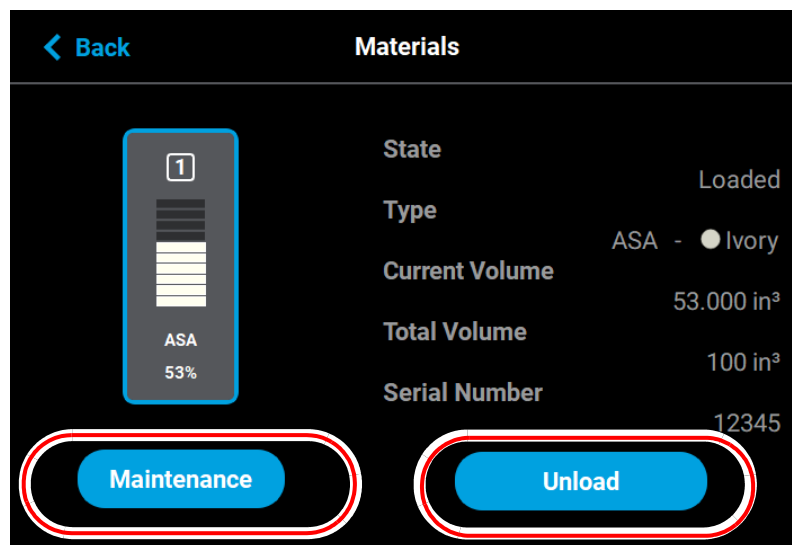 Back
Materials
1
ASA
53%
State
Loaded
Type
ASA - Ivory
Current Volume
53.000 in³
Total Volume
100 in³
Serial Number
12345
Maintenance
Unload